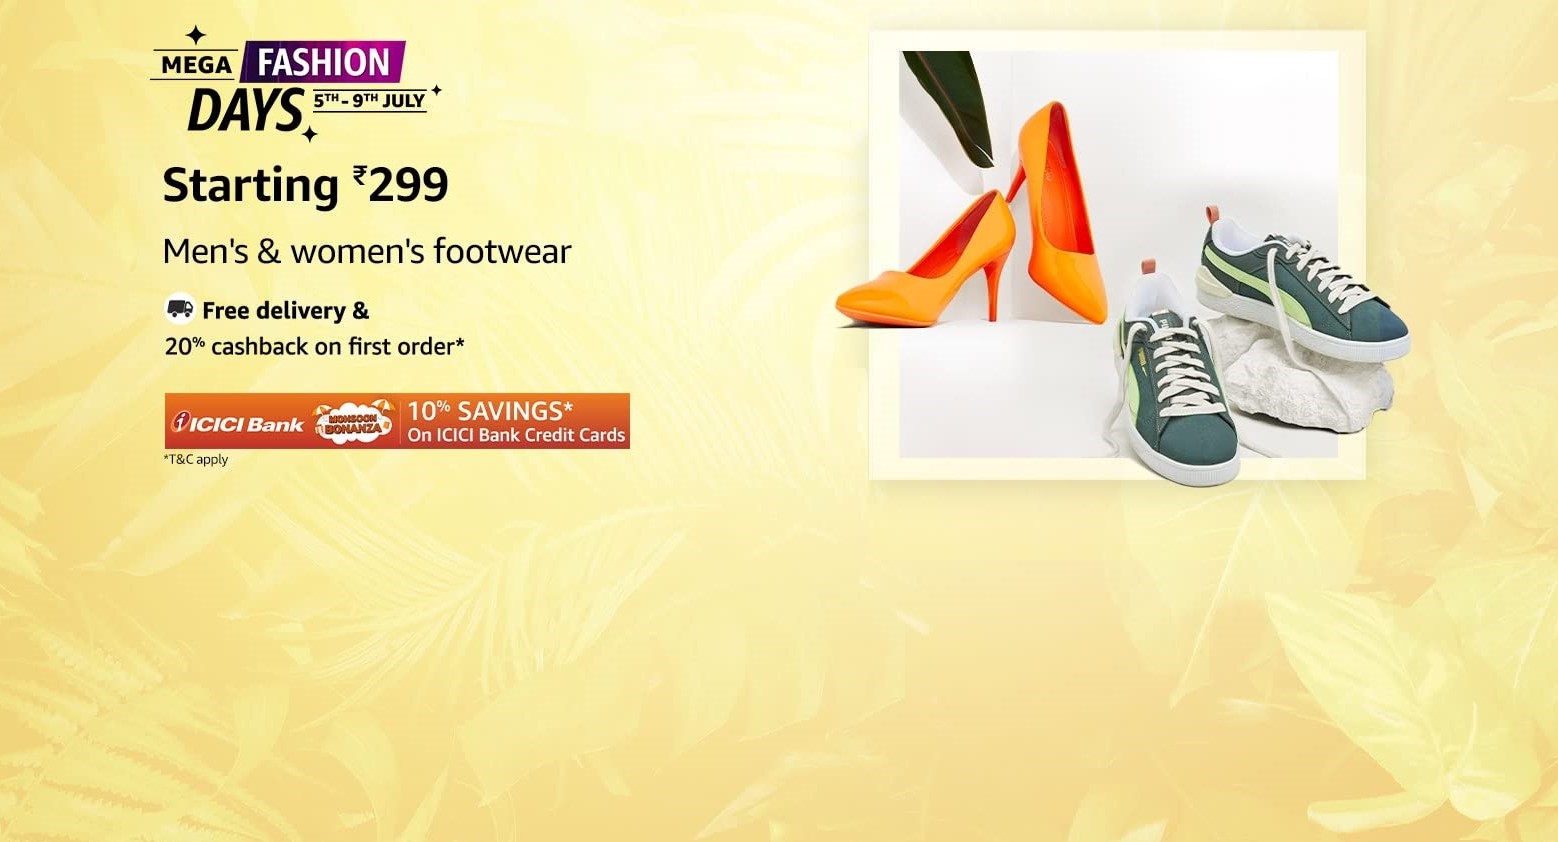 MEGA FASHION
DAYS 5TH - 9TH JULY
Starting ₹299
Men's & women's footwear
Free delivery &
20% cashback on first order*
ICICI Bank MONSOON BONANZA 10% SAVINGS*
On ICICI Bank Credit Cards
*T&C apply